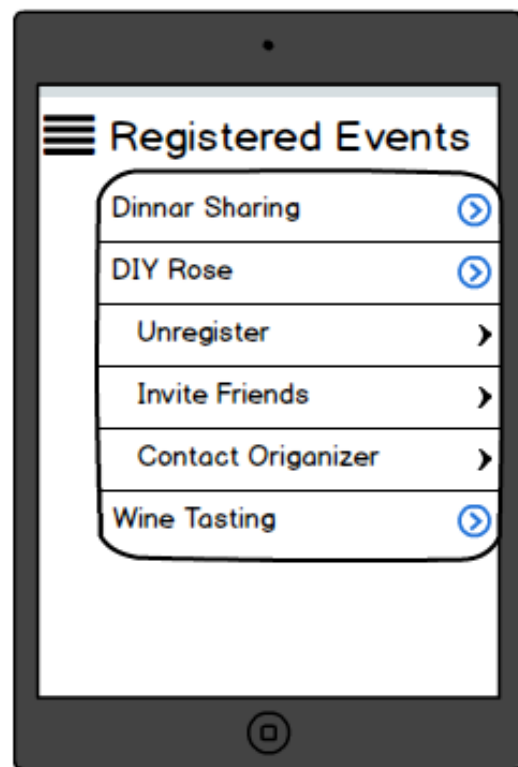 Registered Events
Dinnar Sharing
DIY Rose
Unregister
Invite Friends
Contact Origanizer
Wine Tasting